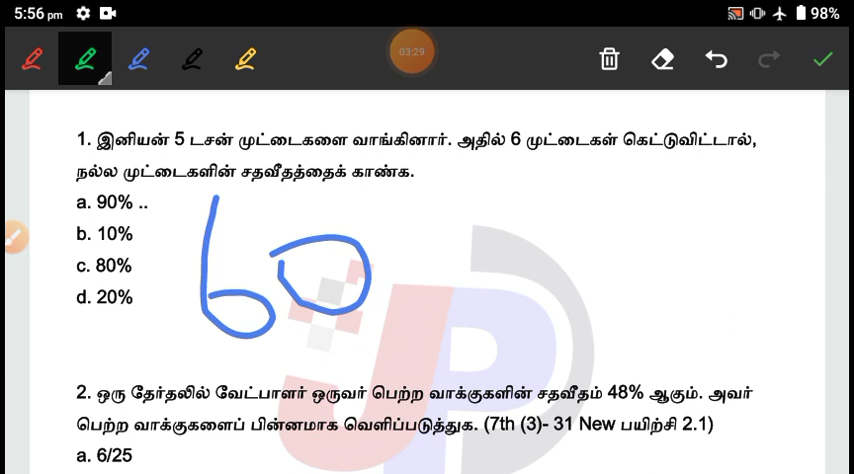 5:56 pm
98%
03:29
1. இனியன் 5 டசன் முட்டைகளை வாங்கினார். அதில் 6 முட்டைகள் கெட்டுவிட்டால்,
நல்ல முட்டைகளின் சதவீதத்தைக் காண்க.
a. 90% ..
b. 10%
c. 80%
d. 20%
60
JP
2. ஒரு தேர்தலில் வேட்பாளர் ஒருவர் பெற்ற வாக்குகளின் சதவீதம் 48% ஆகும். அவர்
பெற்ற வாக்குகளைப் பின்னமாக வெளிப்படுத்துக. (7th (3)- 31 New பயிற்சி 2.1)
a. 6/25